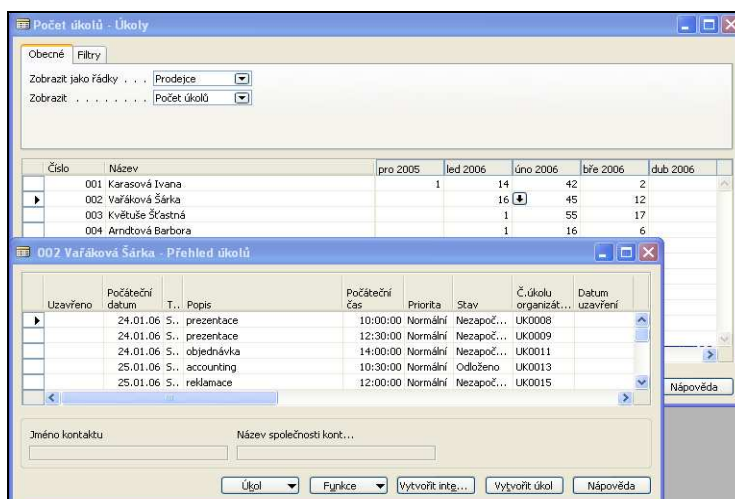 Počet úkolů - Úkoly
Obecné Filtry
Zobrazit jako řádky . . . Prodejce
Zobrazit . . . . . . . . Počet úkolů
Číslo Název pro 2005 led 2006 úno 2006 bře 2006 dub 2006
001 Karasová Ivana 1 14 42 2
002 Vařáková Šárka 16 45 12
003 Květuše Šťastná 1 55 17
004 Arndtová Barbora 1 16 6
002 Vařáková Šárka - Přehled úkolů
Uzavřeno Počáteční datum T.. Popis Počáteční čas Priorita Stav Č.úkolu organizát... Datum uzavření
24.01.06 S.. prezentace 10:00:00 Normální Nezapoč... UK0008
24.01.06 S.. prezentace 12:30:00 Normální Nezapoč... UK0009
24.01.06 S.. objednávka 14:00:00 Normální Nezapoč... UK0011
25.01.06 S.. accounting 10:30:00 Normální Odloženo UK0013
25.01.06 S.. reklamace 12:00:00 Normální Nezapoč... UK0015
Nápověda
Jméno kontaktu Název společnosti kont...
Úkol Funkce Vytvořit inte... Vytvořit úkol Nápověda